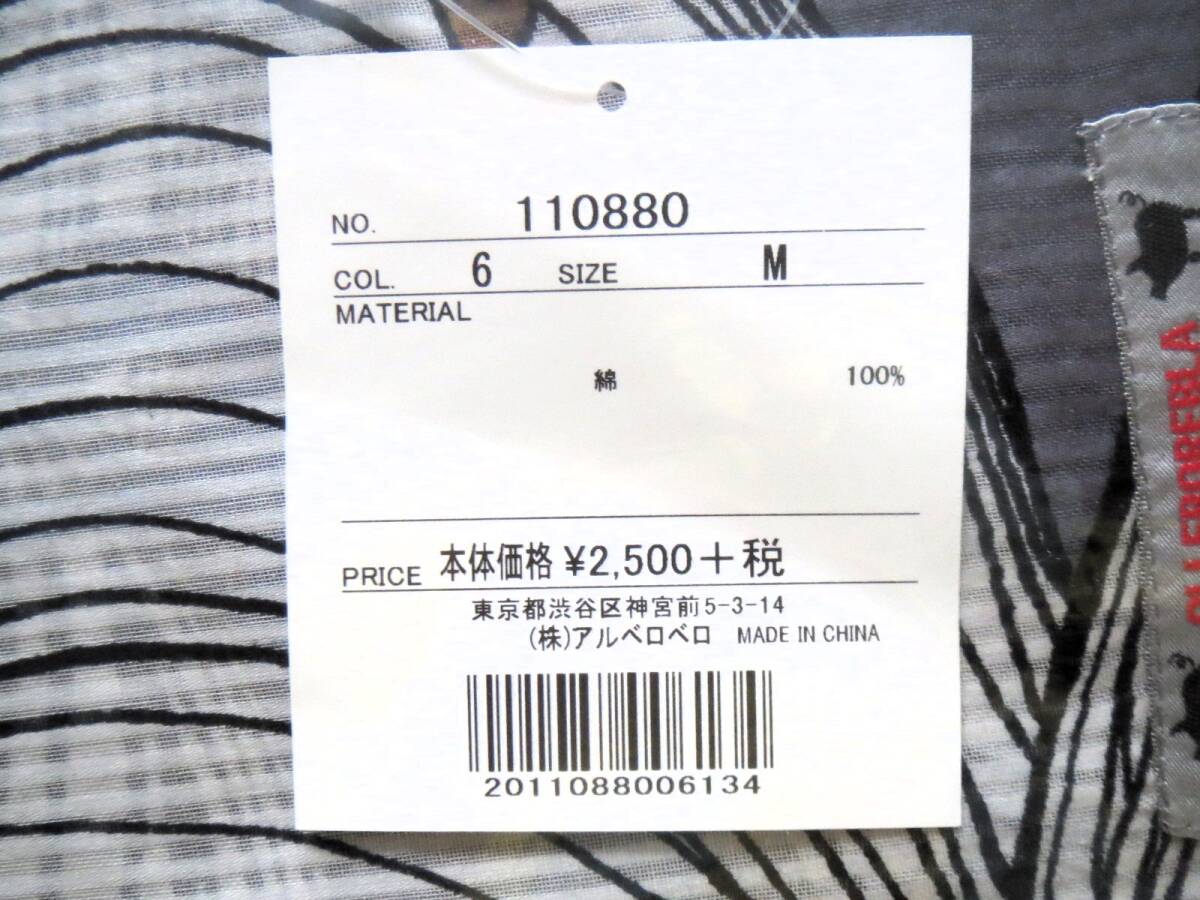 NO. 110880
COL. 6 SIZE M
MATERIAL
綿 100%
PRICE 本体価格 ¥2,500+税
東京都渋谷区神宮前5-3-14
(株)アルベロベロ MADE IN CHINA
2011088006134